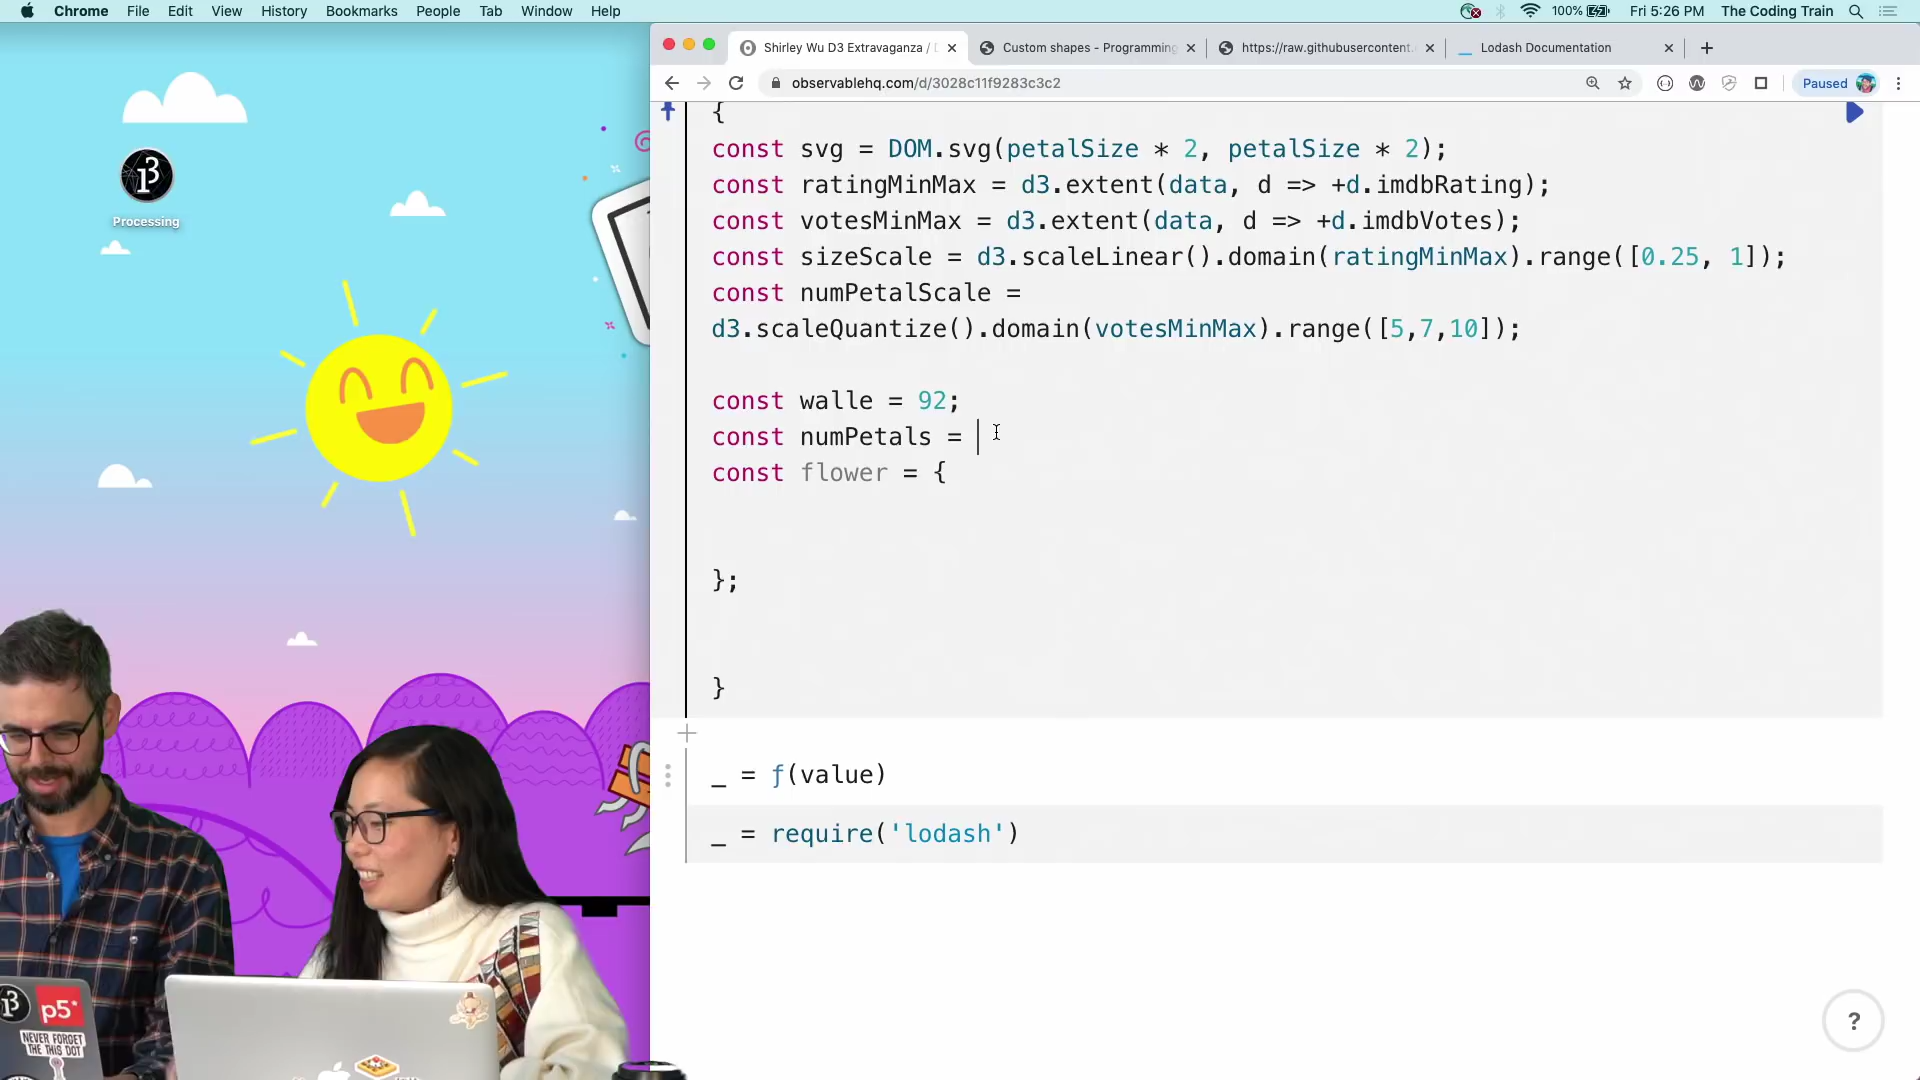 Chrome File Edit View History Bookmarks People Tab Window Help
100% Fri 5:26 PM The Coding Train
Shirley Wu D3 Extravaganza /
Custom shapes - Programming
https://raw.githubusercontent.
Lodash Documentation
observablehq.com/d/3028c11f9283c3c2
Paused
Processing
{
const svg = DOM.svg(petalSize * 2, petalSize * 2);
const ratingMinMax = d3.extent(data, d => +d.imdbRating);
const votesMinMax = d3.extent(data, d => +d.imdbVotes);
const sizeScale = d3.scaleLinear().domain(ratingMinMax).range([0.25, 1]);
const numPetalScale =
d3.scaleQuantize().domain(votesMinMax).range([5,7,10]);
const walle = 92;
const numPetals =
const flower = {
};
}
_ = ƒ(value)
_ = require('lodash')
p5*
NEVER FORGET
THE THIS DOT
?